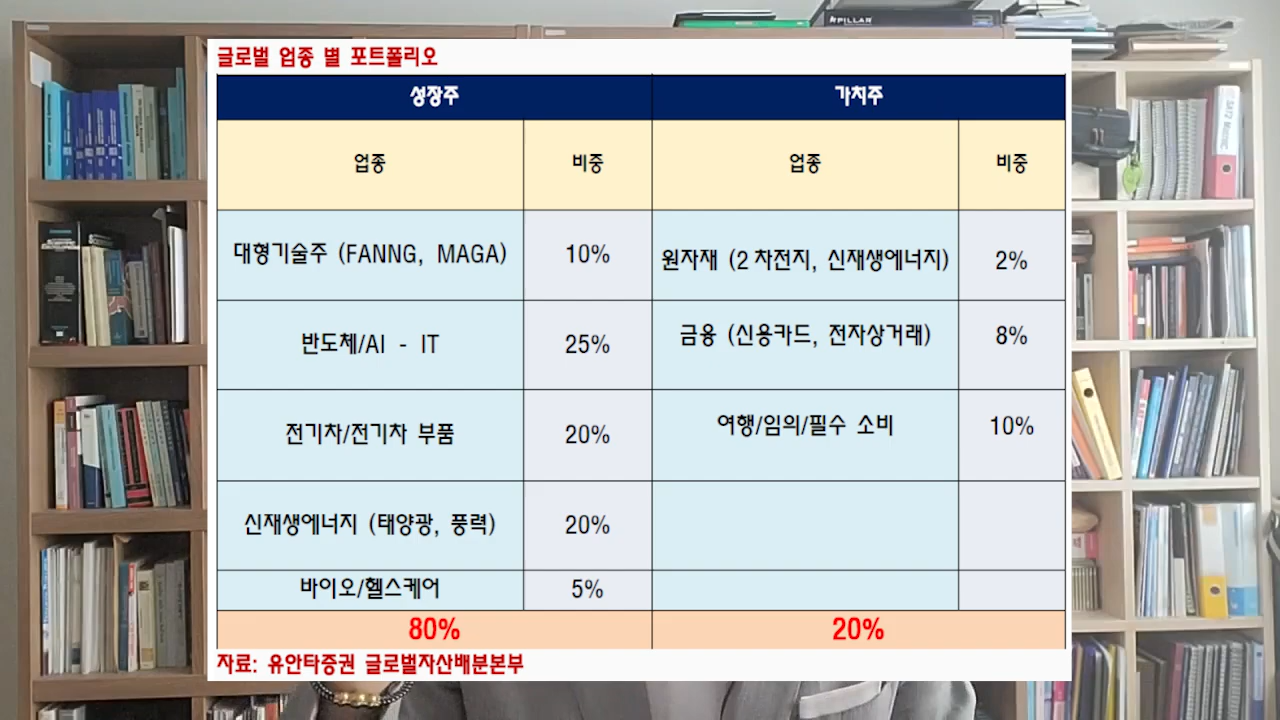 PILLAR
글로벌 업종 별 포트폴리오
성장주 가치주
업종 비중 업종 비중
대형기술주 (FANNG, MAGA) 10% 원자재 (2차전지, 신재생에너지) 2%
반도체/AI - IT 25% 금융 (신용카드, 전자상거래) 8%
전기차/전기차 부품 20% 여행/임의/필수 소비 10%
신재생에너지 (태양광, 풍력) 20%
바이오/헬스케어 5%
80% 20%
자료: 유안타증권 글로벌자산배분본부